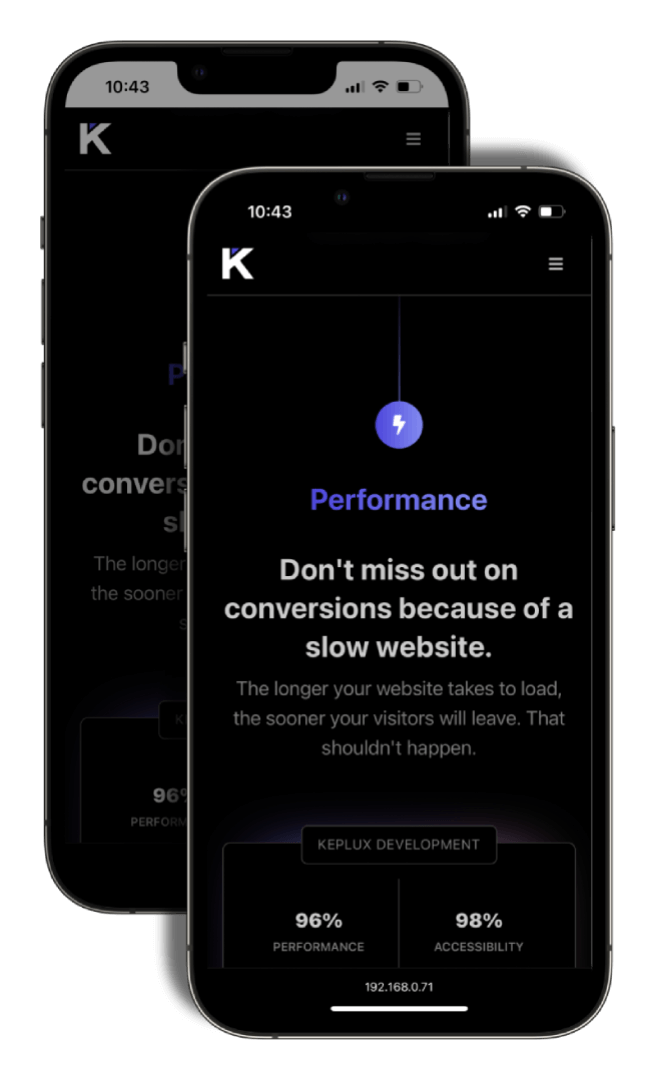 10:43
K
Don
convers
sl
The longer
the sooner
96%
PERFORM
10:43
K
Performance
Don't miss out on
conversions because of a
slow website.
The longer your website takes to load,
the sooner your visitors will leave. That
shouldn't happen.
KEPLUX DEVELOPMENT
96% 98%
PERFORMANCE ACCESSIBILITY
192.168.0.71